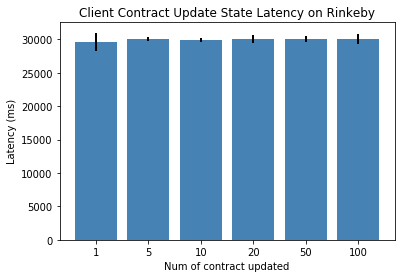 Client Contract Update State Latency on Rinkeby
30000
25000
20000
15000
10000
5000
0
Latency (ms)
1 5 10 20 50 100
Num of contract updated